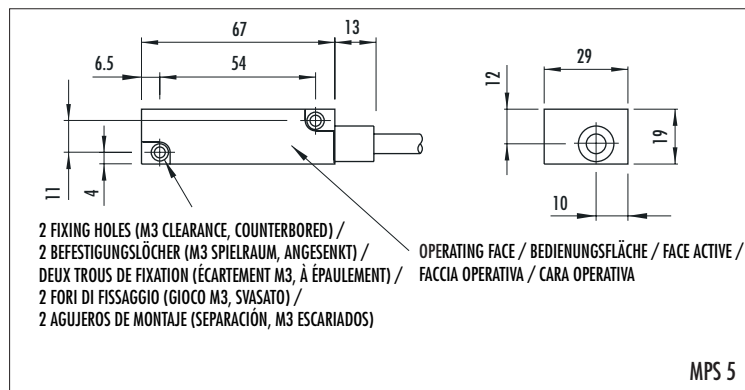 67
13
6.5
54
29
12
19
11
4
10
2 FIXING HOLES (M3 CLEARANCE, COUNTERBORED) /
2 BEFESTIGUNGSLÖCHER (M3 SPIELRAUM, ANGESENKT) /
DEUX TROUS DE FIXATION (ÉCARTEMENT M3, À ÉPAULEMENT) /
2 FORI DI FISSAGGIO (GIOCO M3, SVASATO) /
2 AGUJEROS DE MONTAJE (SEPARACIÓN, M3 ESCARIADOS)
OPERATING FACE / BEDIENUNGSFLÄCHE / FACE ACTIVE /
FACCIA OPERATIVA / CARA OPERATIVA
MPS 5